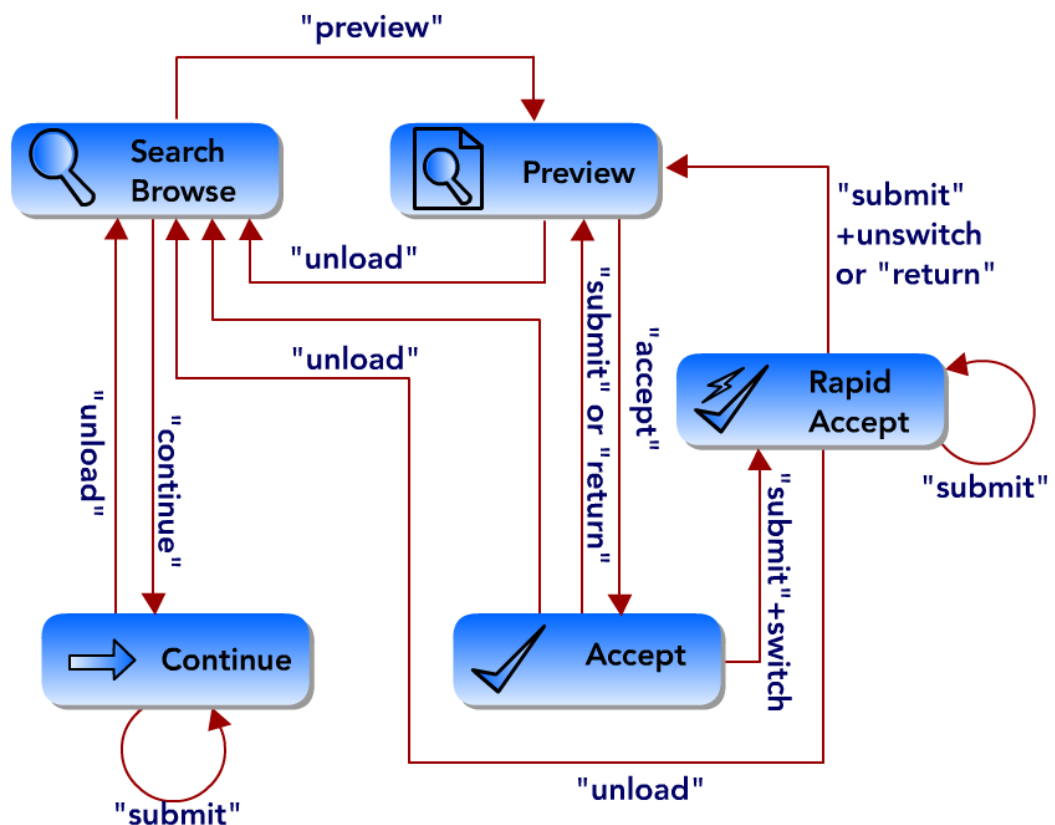 "preview"
Search
Browse
Preview
"submit"
+unswitch
or "return"
"unload"
"submit" or "return"
"accept"
"unload"
Rapid
Accept
"unload"
"continue"
"submit"
"submit"+switch
Continue
Accept
"unload"
"submit"